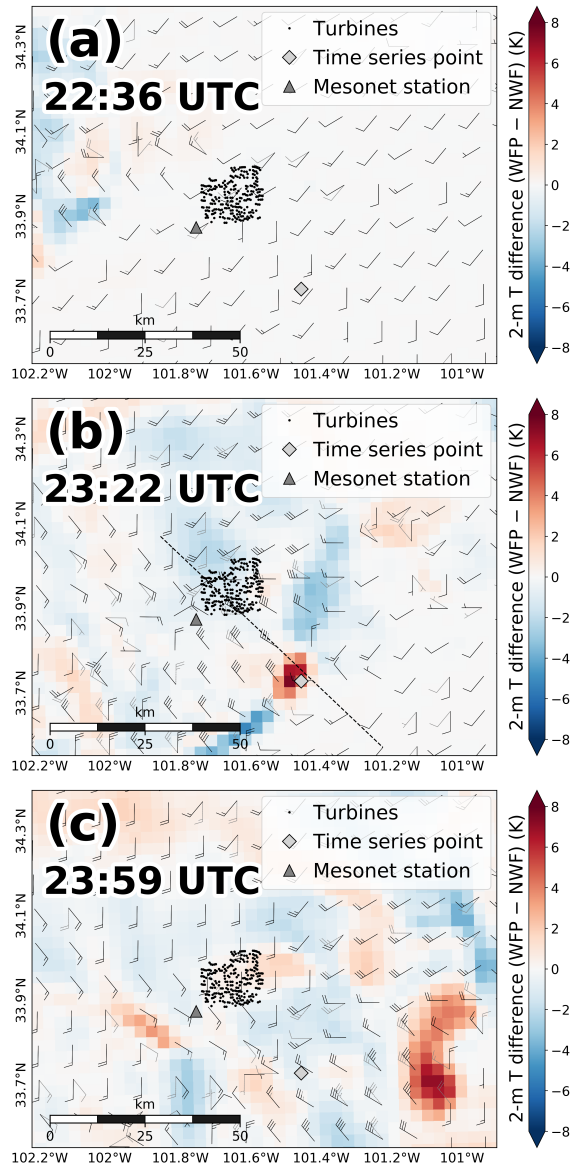 (a)
22:36 UTC
Turbines
Time series point
Mesonet station
34.3°N
34.1°N
33.9°N
33.7°N
km
0 25 50
102.2°W 102°W 101.8°W 101.6°W 101.4°W 101.2°W 101°W
8
6
4
2
0
−2
−4
−6
−8
2-m T difference (WFP − NWF) (K)
(b)
23:22 UTC
Turbines
Time series point
Mesonet station
34.3°N
34.1°N
33.9°N
33.7°N
km
0 25 50
102.2°W 102°W 101.8°W 101.6°W 101.4°W 101.2°W 101°W
8
6
4
2
0
−2
−4
−6
−8
2-m T difference (WFP − NWF) (K)
(c)
23:59 UTC
Turbines
Time series point
Mesonet station
34.3°N
34.1°N
33.9°N
33.7°N
km
0 25 50
102.2°W 102°W 101.8°W 101.6°W 101.4°W 101.2°W 101°W
8
6
4
2
0
−2
−4
−6
−8
2-m T difference (WFP − NWF) (K)